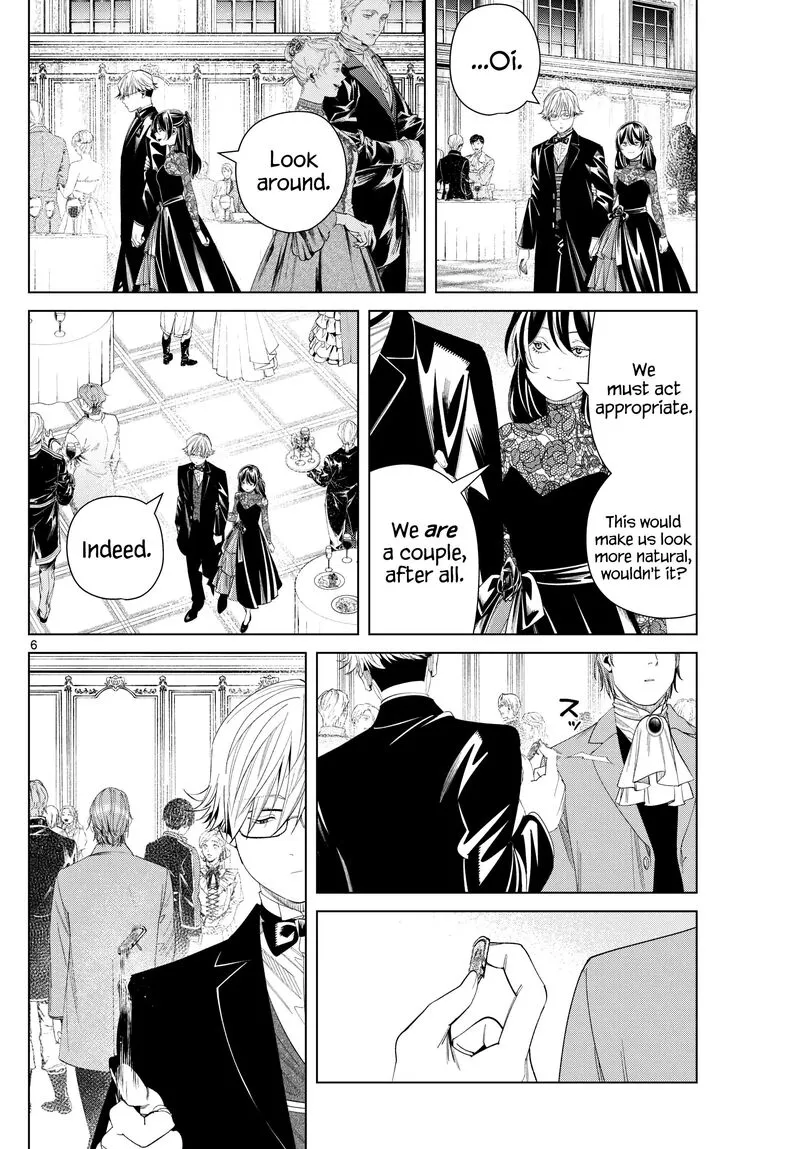 ...Oi.
Look
around.
We
must act
appropriate.
This would
make us look
more natural,
wouldn't it?
We are
a couple,
after all.
Indeed.
6
スッ